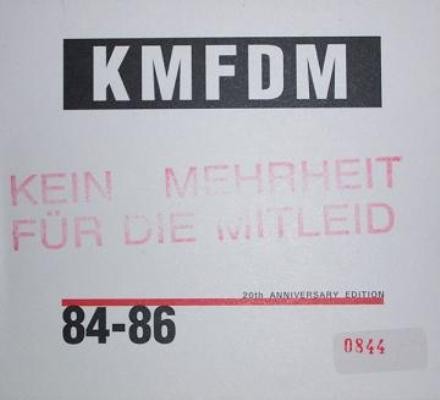 KMFDM
KEIN MEHRHEIT
FÜR DIE MITLEID
20th ANNIVERSARY EDITION
84-86
0844